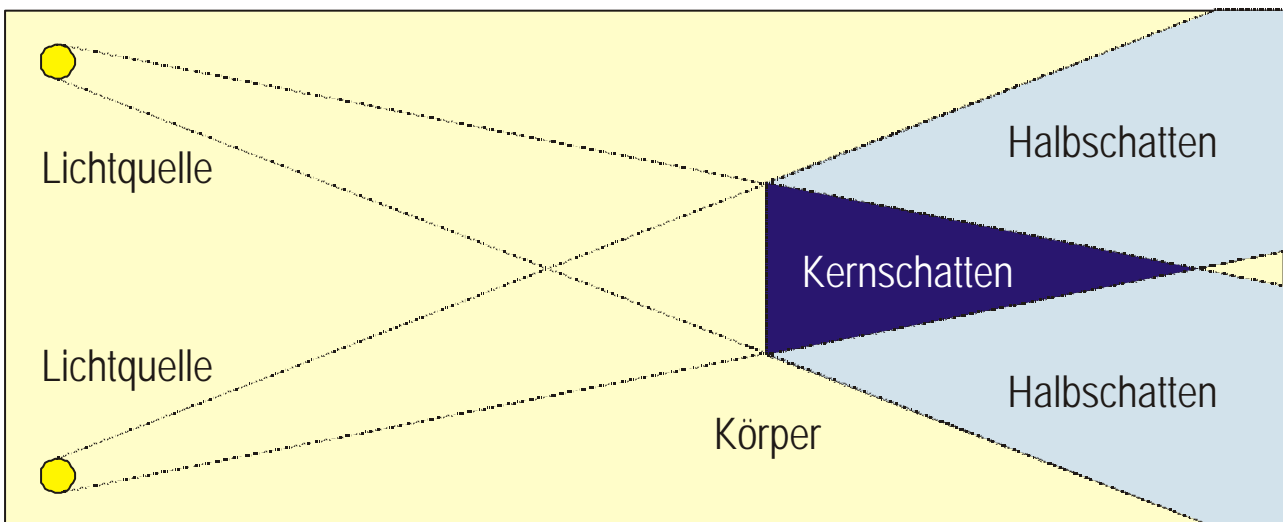 Halbschatten
Lichtquelle
Kernschatten
Lichtquelle
Halbschatten
Körper